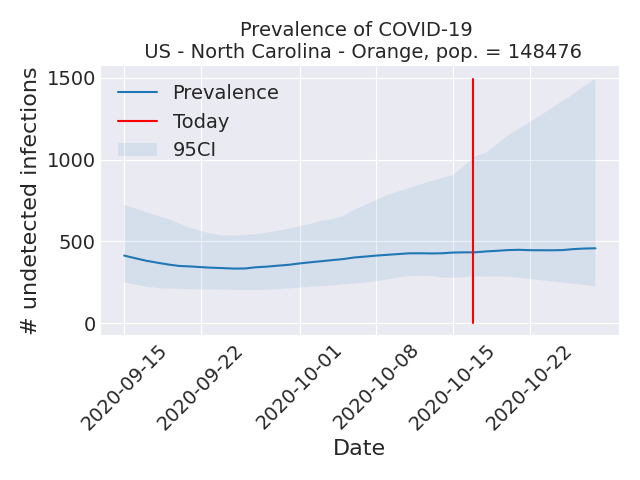 Prevalence of COVID-19
US - North Carolina - Orange, pop. = 148476
# undetected infections
1500
1000
500
0
Prevalence
Today
95CI
2020-09-15
2020-09-22
2020-10-01
2020-10-08
2020-10-15
2020-10-22
Date